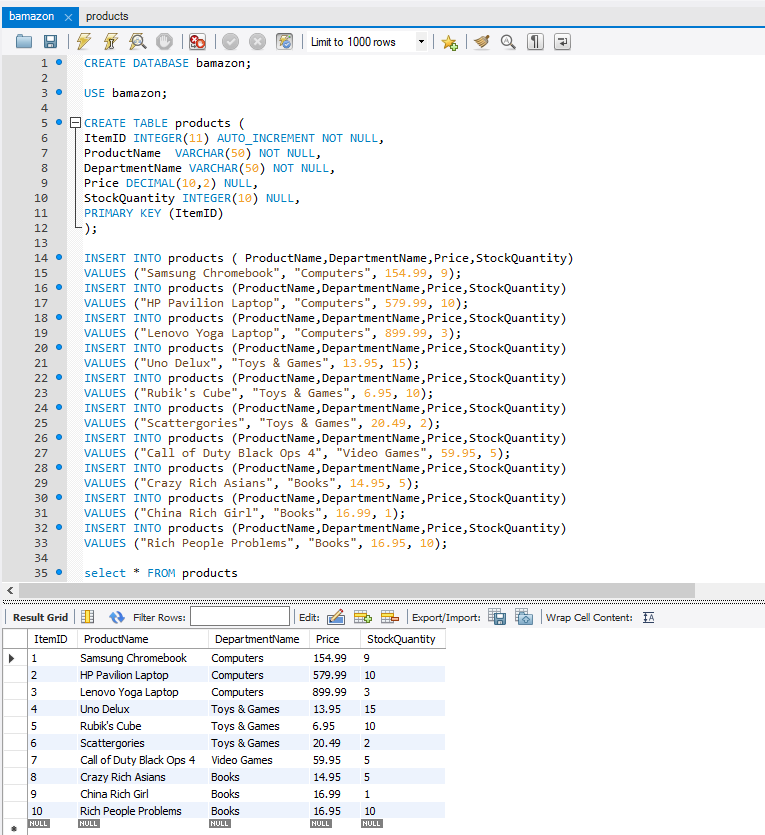 bamazon × products
Limit to 1000 rows
1 CREATE DATABASE bamazon;
2
3 USE bamazon;
4
5 CREATE TABLE products (
6 ItemID INTEGER(11) AUTO_INCREMENT NOT NULL,
7 ProductName  VARCHAR(50) NOT NULL,
8 DepartmentName VARCHAR(50) NOT NULL,
9 Price DECIMAL(10,2) NULL,
10 StockQuantity INTEGER(10) NULL,
11 PRIMARY KEY (ItemID)
12 );
13
14 INSERT INTO products ( ProductName,DepartmentName,Price,StockQuantity)
15 VALUES ("Samsung Chromebook", "Computers", 154.99, 9);
16 INSERT INTO products (ProductName,DepartmentName,Price,StockQuantity)
17 VALUES ("HP Pavilion Laptop", "Computers", 579.99, 10);
18 INSERT INTO products (ProductName,DepartmentName,Price,StockQuantity)
19 VALUES ("Lenovo Yoga Laptop", "Computers", 899.99, 3);
20 INSERT INTO products (ProductName,DepartmentName,Price,StockQuantity)
21 VALUES ("Uno Delux", "Toys & Games", 13.95, 15);
22 INSERT INTO products (ProductName,DepartmentName,Price,StockQuantity)
23 VALUES ("Rubik's Cube", "Toys & Games", 6.95, 10);
24 INSERT INTO products (ProductName,DepartmentName,Price,StockQuantity)
25 VALUES ("Scattergories", "Toys & Games", 20.49, 2);
26 INSERT INTO products (ProductName,DepartmentName,Price,StockQuantity)
27 VALUES ("Call of Duty Black Ops 4", "Video Games", 59.95, 5);
28 INSERT INTO products (ProductName,DepartmentName,Price,StockQuantity)
29 VALUES ("Crazy Rich Asians", "Books", 14.95, 5);
30 INSERT INTO products (ProductName,DepartmentName,Price,StockQuantity)
31 VALUES ("China Rich Girl", "Books", 16.99, 1);
32 INSERT INTO products (ProductName,DepartmentName,Price,StockQuantity)
33 VALUES ("Rich People Problems", "Books", 16.95, 10);
34
35 select * FROM products
Result Grid Filter Rows: Edit: Export/Import: Wrap Cell Content: IA
ItemID ProductName DepartmentName Price StockQuantity
1 Samsung Chromebook Computers 154.99 9
2 HP Pavilion Laptop Computers 579.99 10
3 Lenovo Yoga Laptop Computers 899.99 3
4 Uno Delux Toys & Games 13.95 15
5 Rubik's Cube Toys & Games 6.95 10
6 Scattergories Toys & Games 20.49 2
7 Call of Duty Black Ops 4 Video Games 59.95 5
8 Crazy Rich Asians Books 14.95 5
9 China Rich Girl Books 16.99 1
10 Rich People Problems Books 16.95 10
NULL NULL NULL NULL NULL